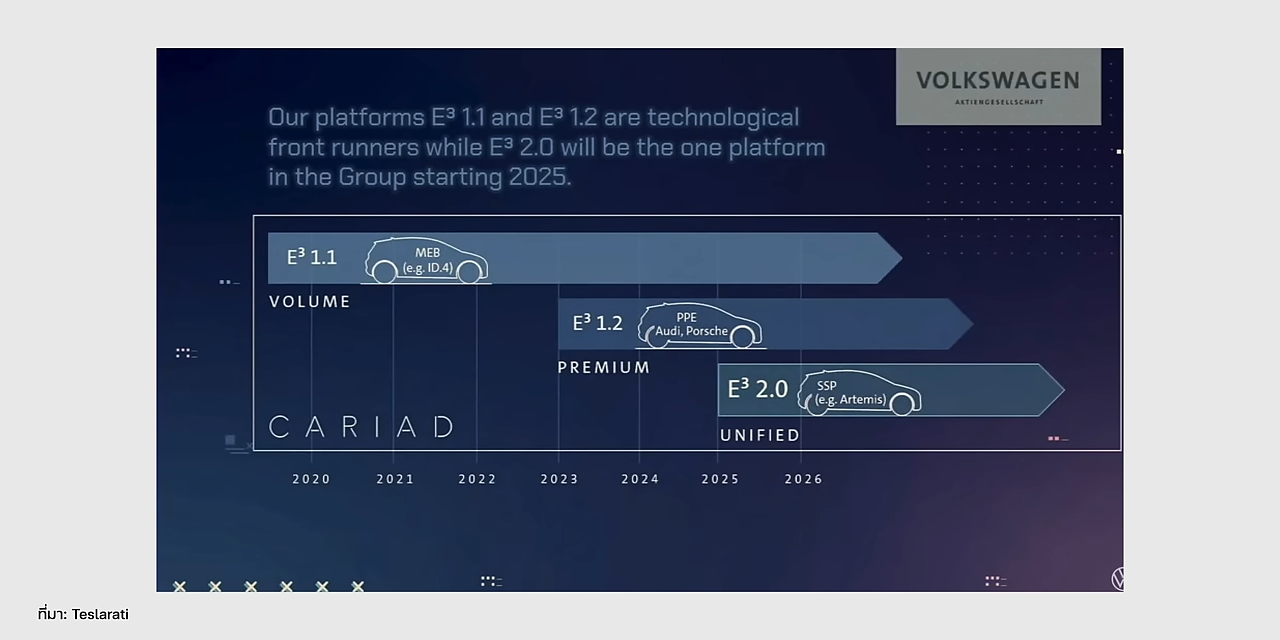 VOLKSWAGEN
AKTIENGESELLSCHAFT
Our platforms E³ 1.1 and E³ 1.2 are technological
front runners while E³ 2.0 will be the one platform
in the Group starting 2025.
E³ 1.1
MEB
(e.g. ID.4)
VOLUME
E³ 1.2
PPE
Audi, Porsche
PREMIUM
E³ 2.0
SSP
(e.g. Artemis)
UNIFIED
CARIAD
2020 2021 2022 2023 2024 2025 2026
ที่มา: Teslarati